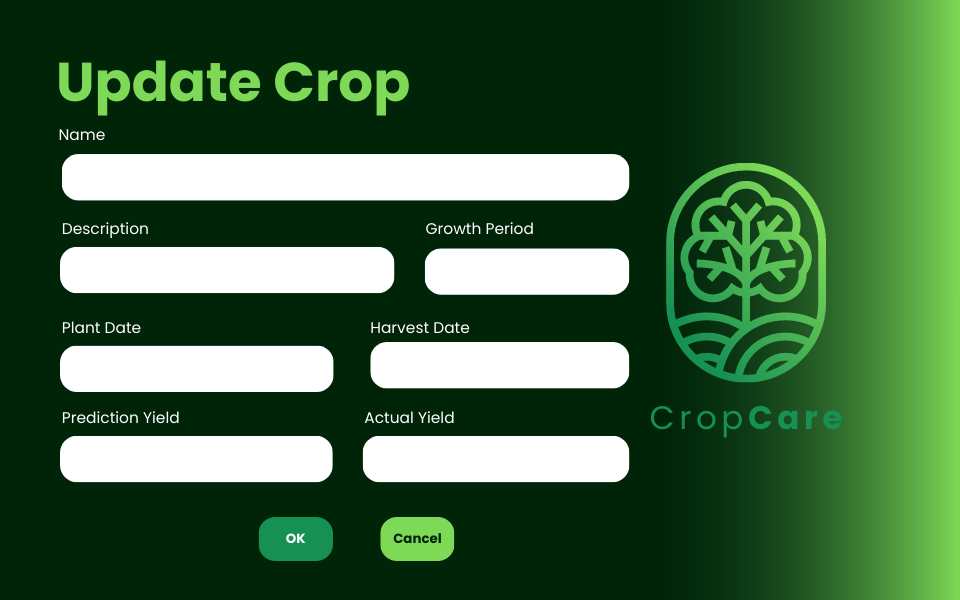 Update Crop
Name
Description
Growth Period
Plant Date
Harvest Date
Prediction Yield
Actual Yield
CropCare
OK
Cancel